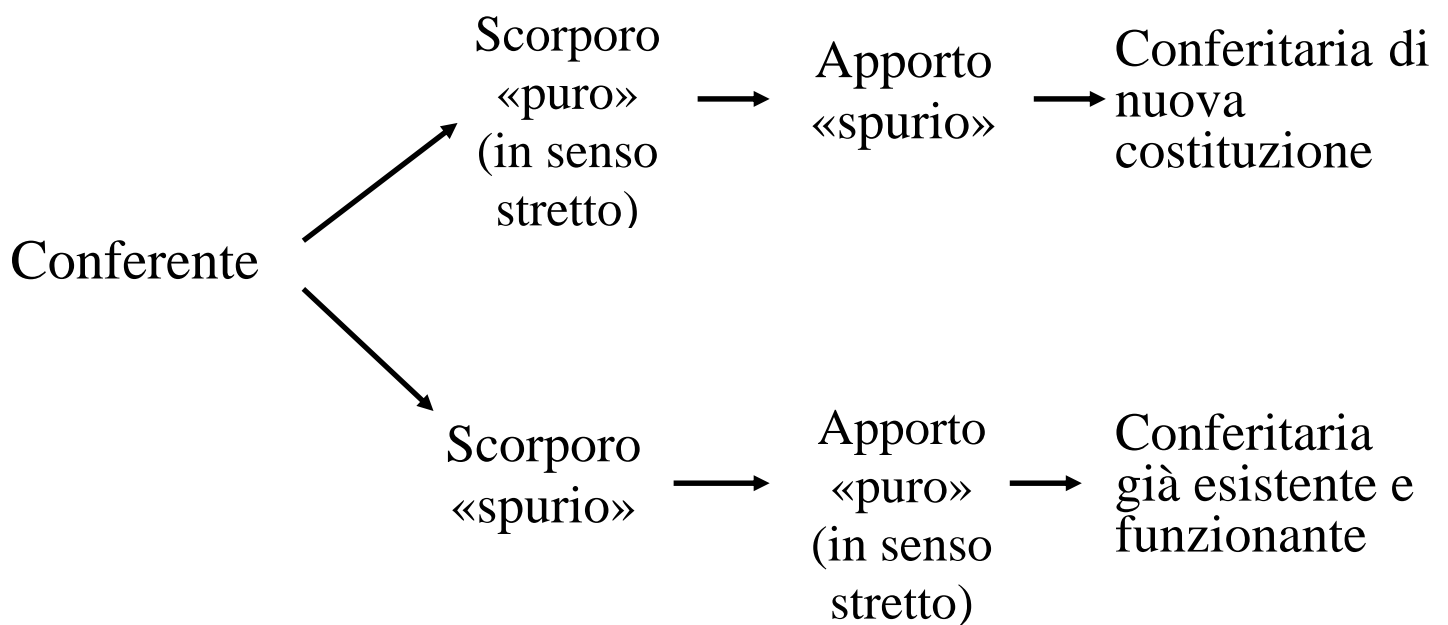 Scorporo
«puro»
(in senso
stretto)
Apporto
«spurio»
Conferitaria di
nuova
costituzione
Conferente
Scorporo
«spurio»
Apporto
«puro»
(in senso
stretto)
Conferitaria
già esistente e
funzionante